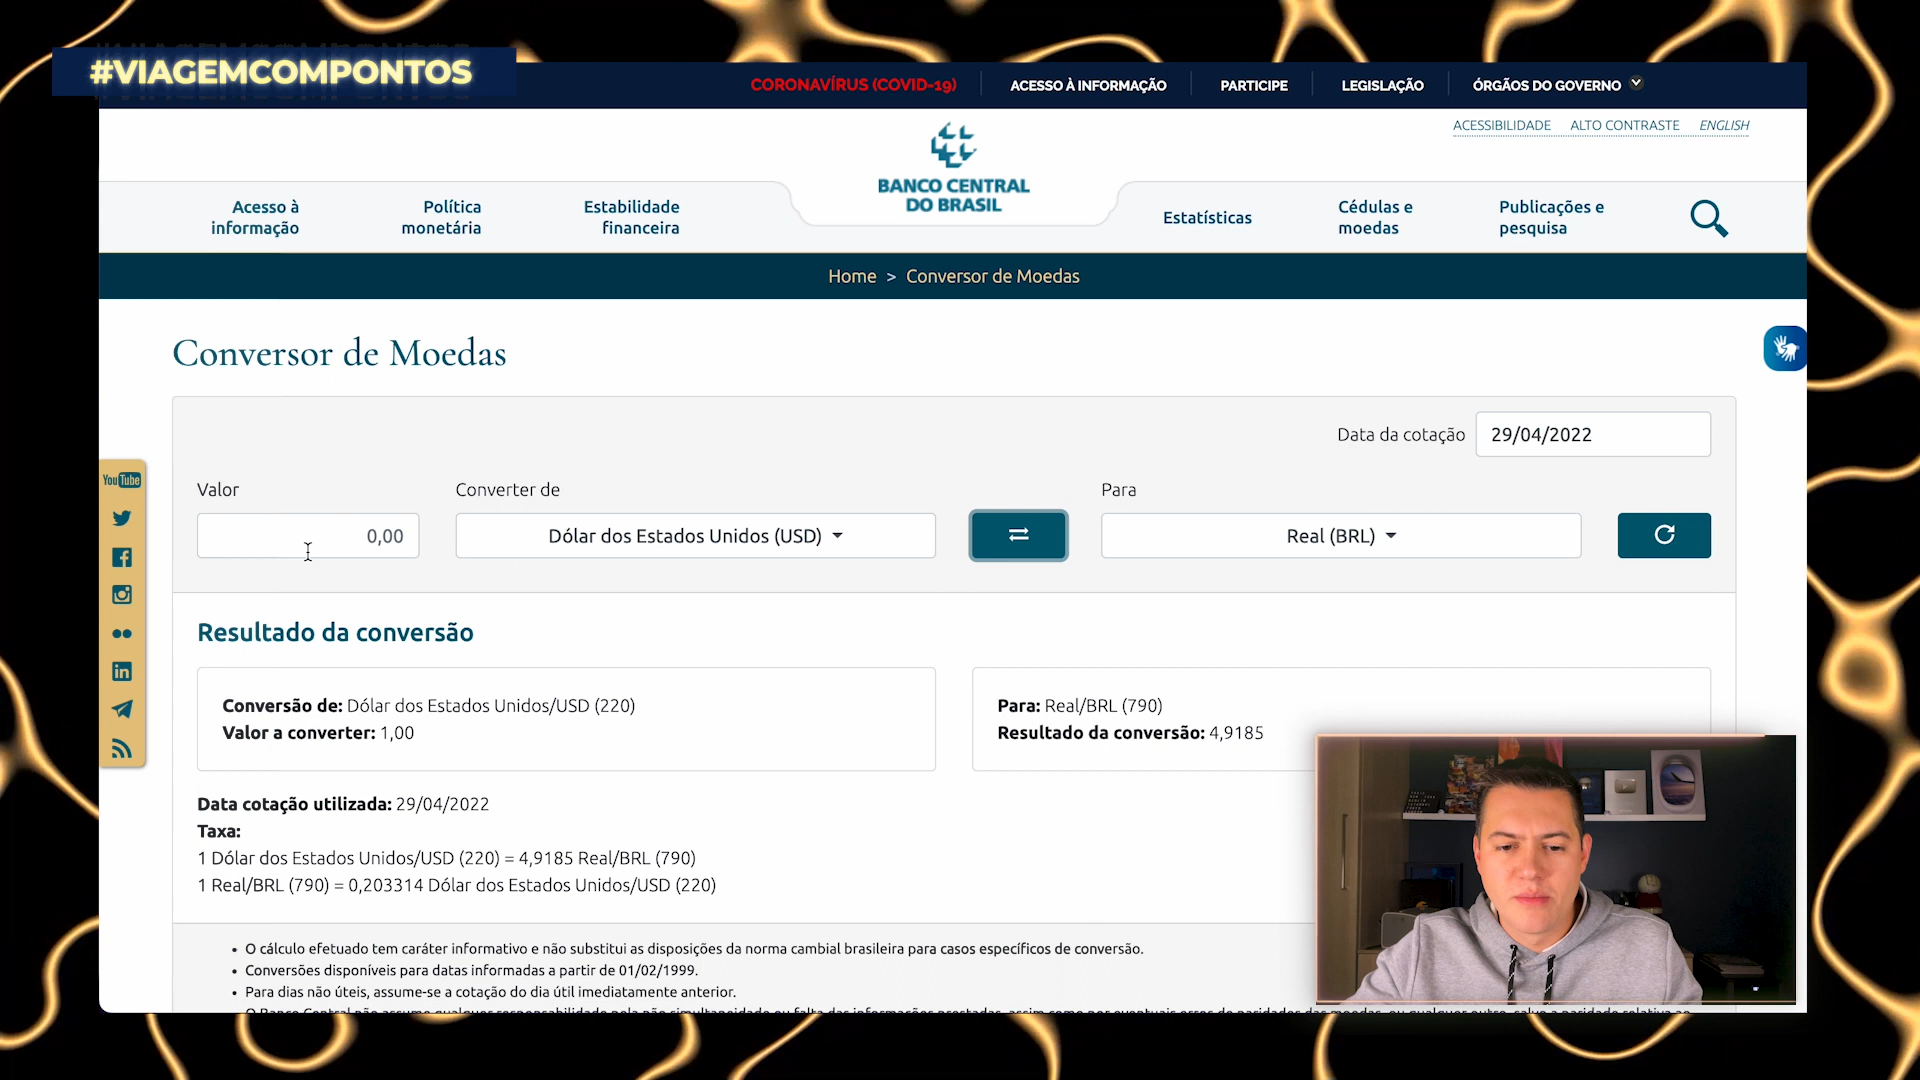 #VIAGEMCOMPONTOS
CORONAVÍRUS (COVID-19)
ACESSO À INFORMAÇÃO
PARTICIPE
LEGISLAÇÃO
ÓRGÃOS DO GOVERNO
ACESSIBILIDADE
ALTO CONTRASTE
ENGLISH
BANCO CENTRAL
DO BRASIL
Acesso à
informação
Política
monetária
Estabilidade
financeira
Estatísticas
Cédulas e
moedas
Publicações e
pesquisa
Home > Conversor de Moedas
Conversor de Moedas
Data da cotação 29/04/2022
Valor
Converter de
Para
0,00
Dólar dos Estados Unidos (USD)
Real (BRL)
You Tube
in
Resultado da conversão
Conversão de: Dólar dos Estados Unidos/USD (220)
Valor a converter: 1,00
Para: Real/BRL (790)
Resultado da conversão: 4,9185
Data cotação utilizada: 29/04/2022
Taxa:
1 Dólar dos Estados Unidos/USD (220) = 4,9185 Real/BRL (790)
1 Real/BRL (790) = 0,203314 Dólar dos Estados Unidos/USD (220)
• O cálculo efetuado tem caráter informativo e não substitui as disposições da norma cambial brasileira para casos específicos de conversão.
• Conversões disponíveis para datas informadas a partir de 01/02/1999.
• Para dias não úteis, assume-se a cotação do dia útil imediatamente anterior.